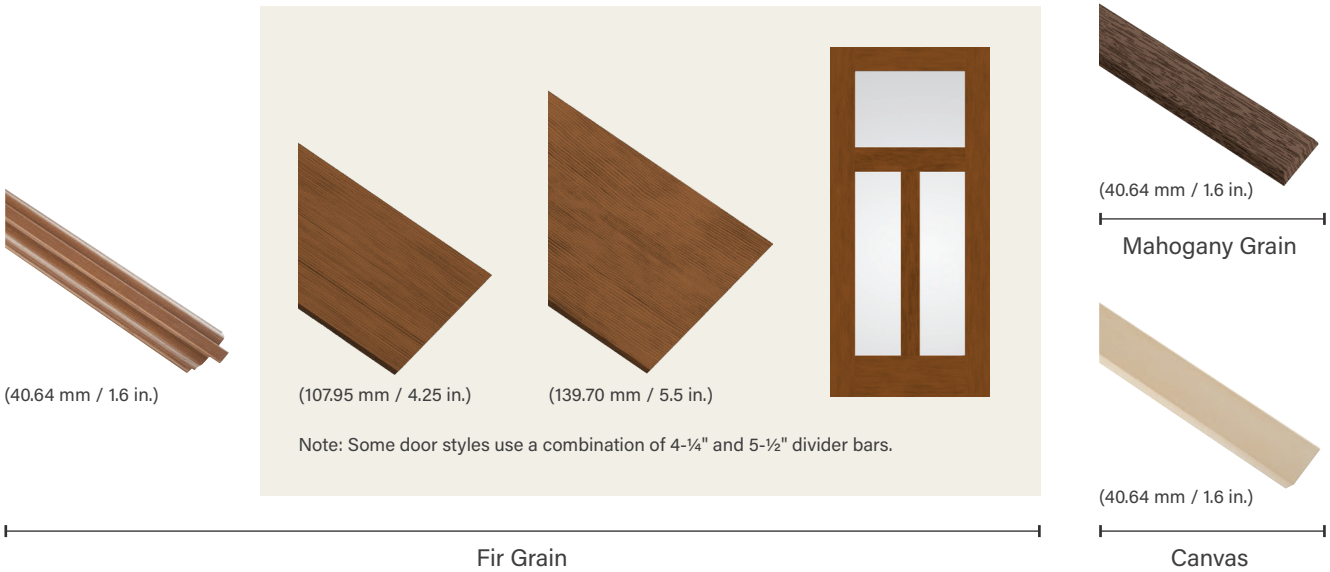 (40.64 mm / 1.6 in.)
(107.95 mm / 4.25 in.)
(139.70 mm / 5.5 in.)
Note: Some door styles use a combination of 4-¼" and 5-½" divider bars.
Fir Grain
(40.64 mm / 1.6 in.)
Mahogany Grain
(40.64 mm / 1.6 in.)
Canvas